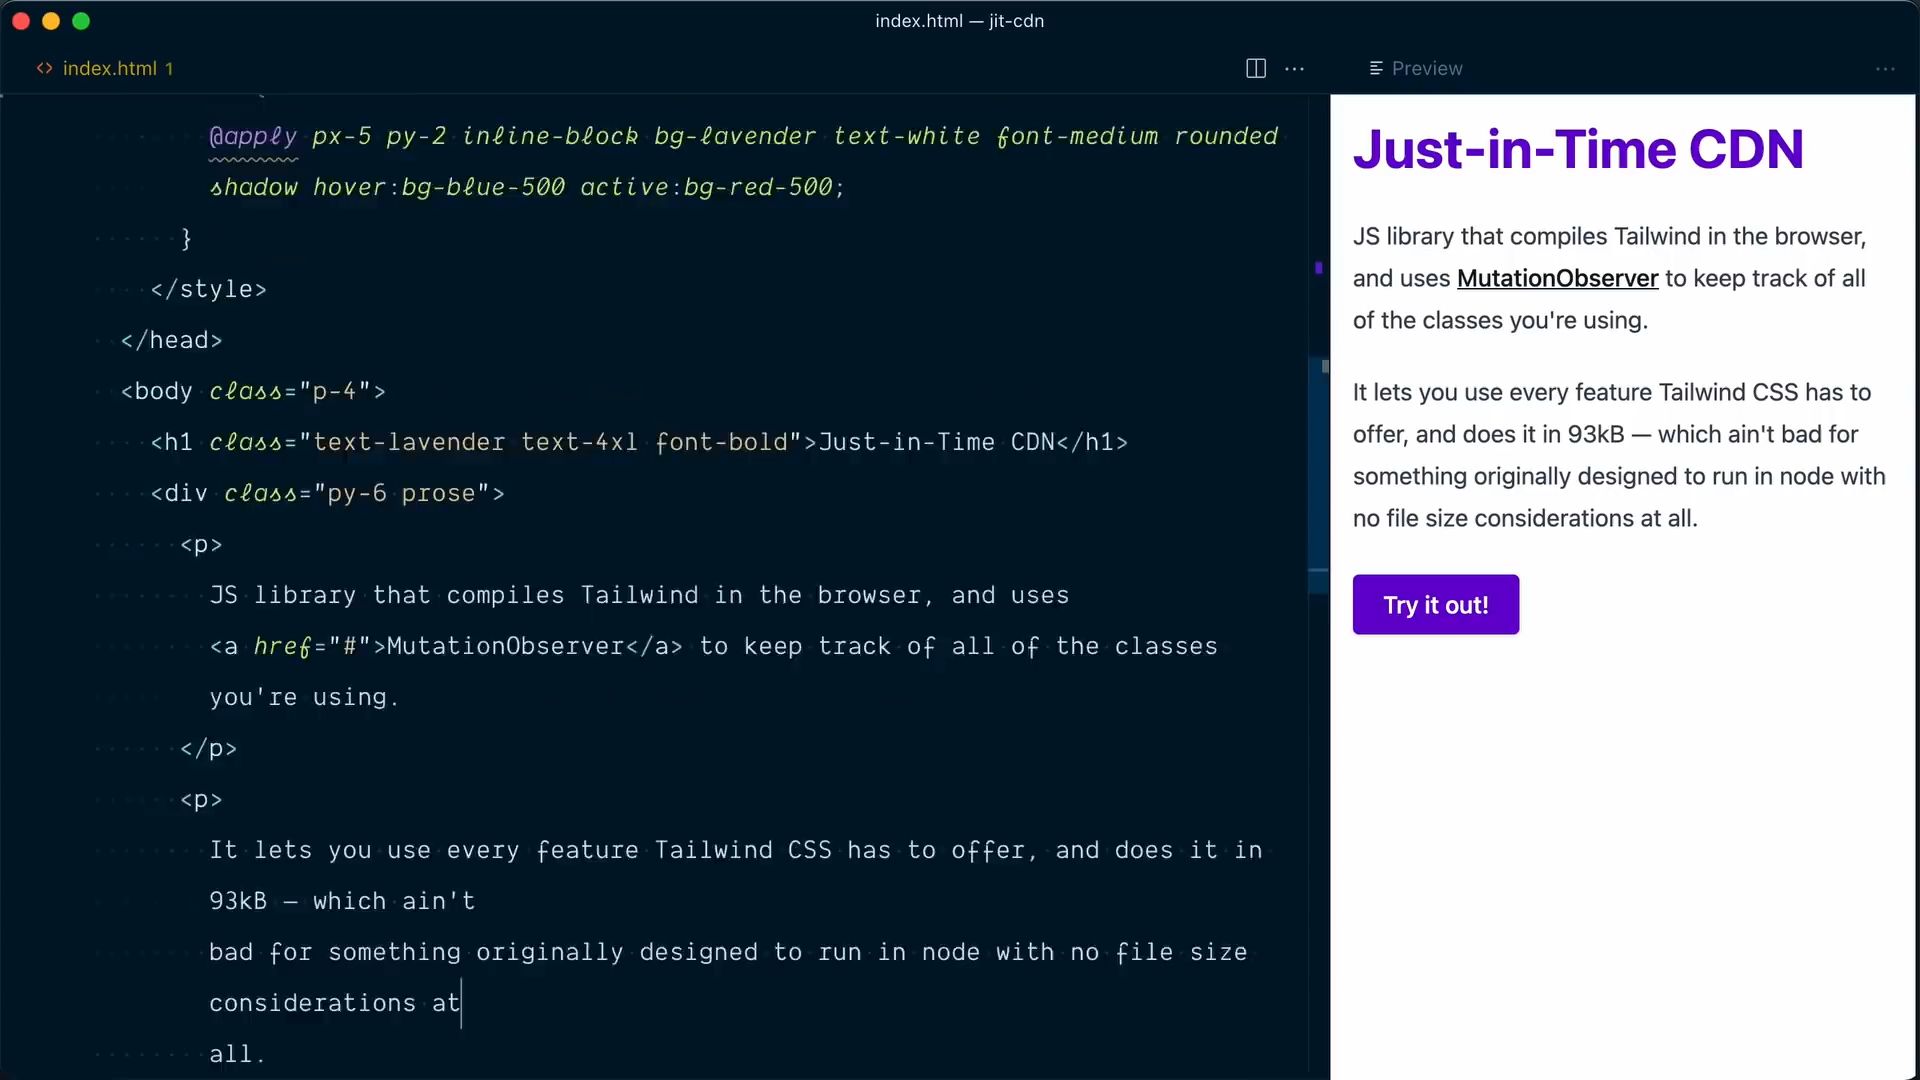 index.html — jit-cdn
<> index.html 1
Preview
@apply px-5 py-2 inline-block bg-lavender text-white font-medium rounded
shadow hover:bg-blue-500 active:bg-red-500;
}
</style>
</head>
<body class="p-4">
<h1 class="text-lavender text-4xl font-bold">Just-in-Time CDN</h1>
<div class="py-6 prose">
<p>
JS library that compiles Tailwind in the browser, and uses
<a href="#">MutationObserver</a> to keep track of all of the classes
you're using.
</p>
<p>
It lets you use every feature Tailwind CSS has to offer, and does it in
93kB — which ain't
bad for something originally designed to run in node with no file size
considerations at
all.
Just-in-Time CDN
JS library that compiles Tailwind in the browser,
and uses MutationObserver to keep track of all
of the classes you're using.
It lets you use every feature Tailwind CSS has to
offer, and does it in 93kB — which ain't bad for
something originally designed to run in node with
no file size considerations at all.
Try it out!